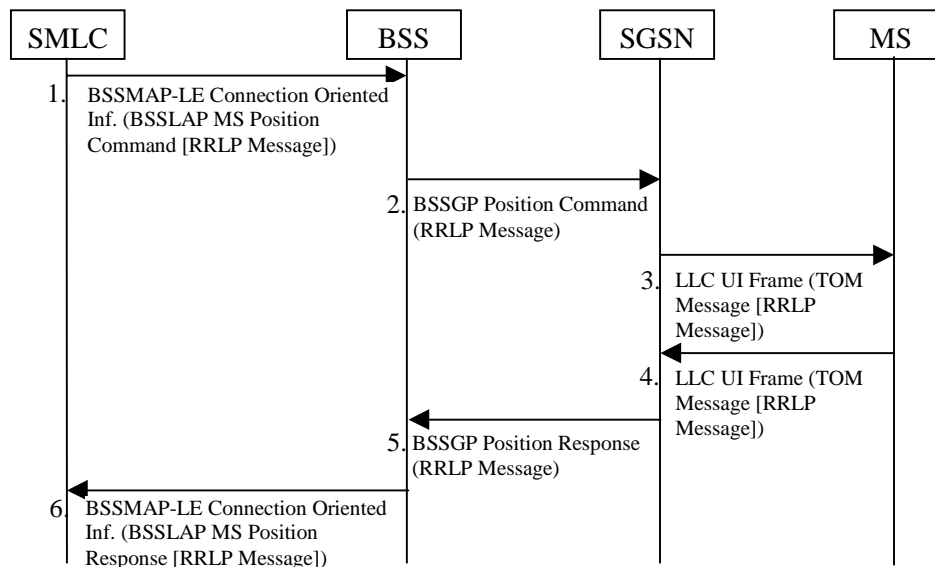 SMLC BSS SGSN MS
1. BSSMAP-LE Connection Oriented
Inf. (BSSLAP MS Position
Command [RRLP Message])
2. BSSGP Position Command
(RRLP Message)
3. LLC UI Frame (TOM
Message [RRLP
Message])
4. LLC UI Frame (TOM
Message [RRLP
Message])
5. BSSGP Position Response
(RRLP Message)
6. BSSMAP-LE Connection Oriented
Inf. (BSSLAP MS Position
Response [RRLP Message])